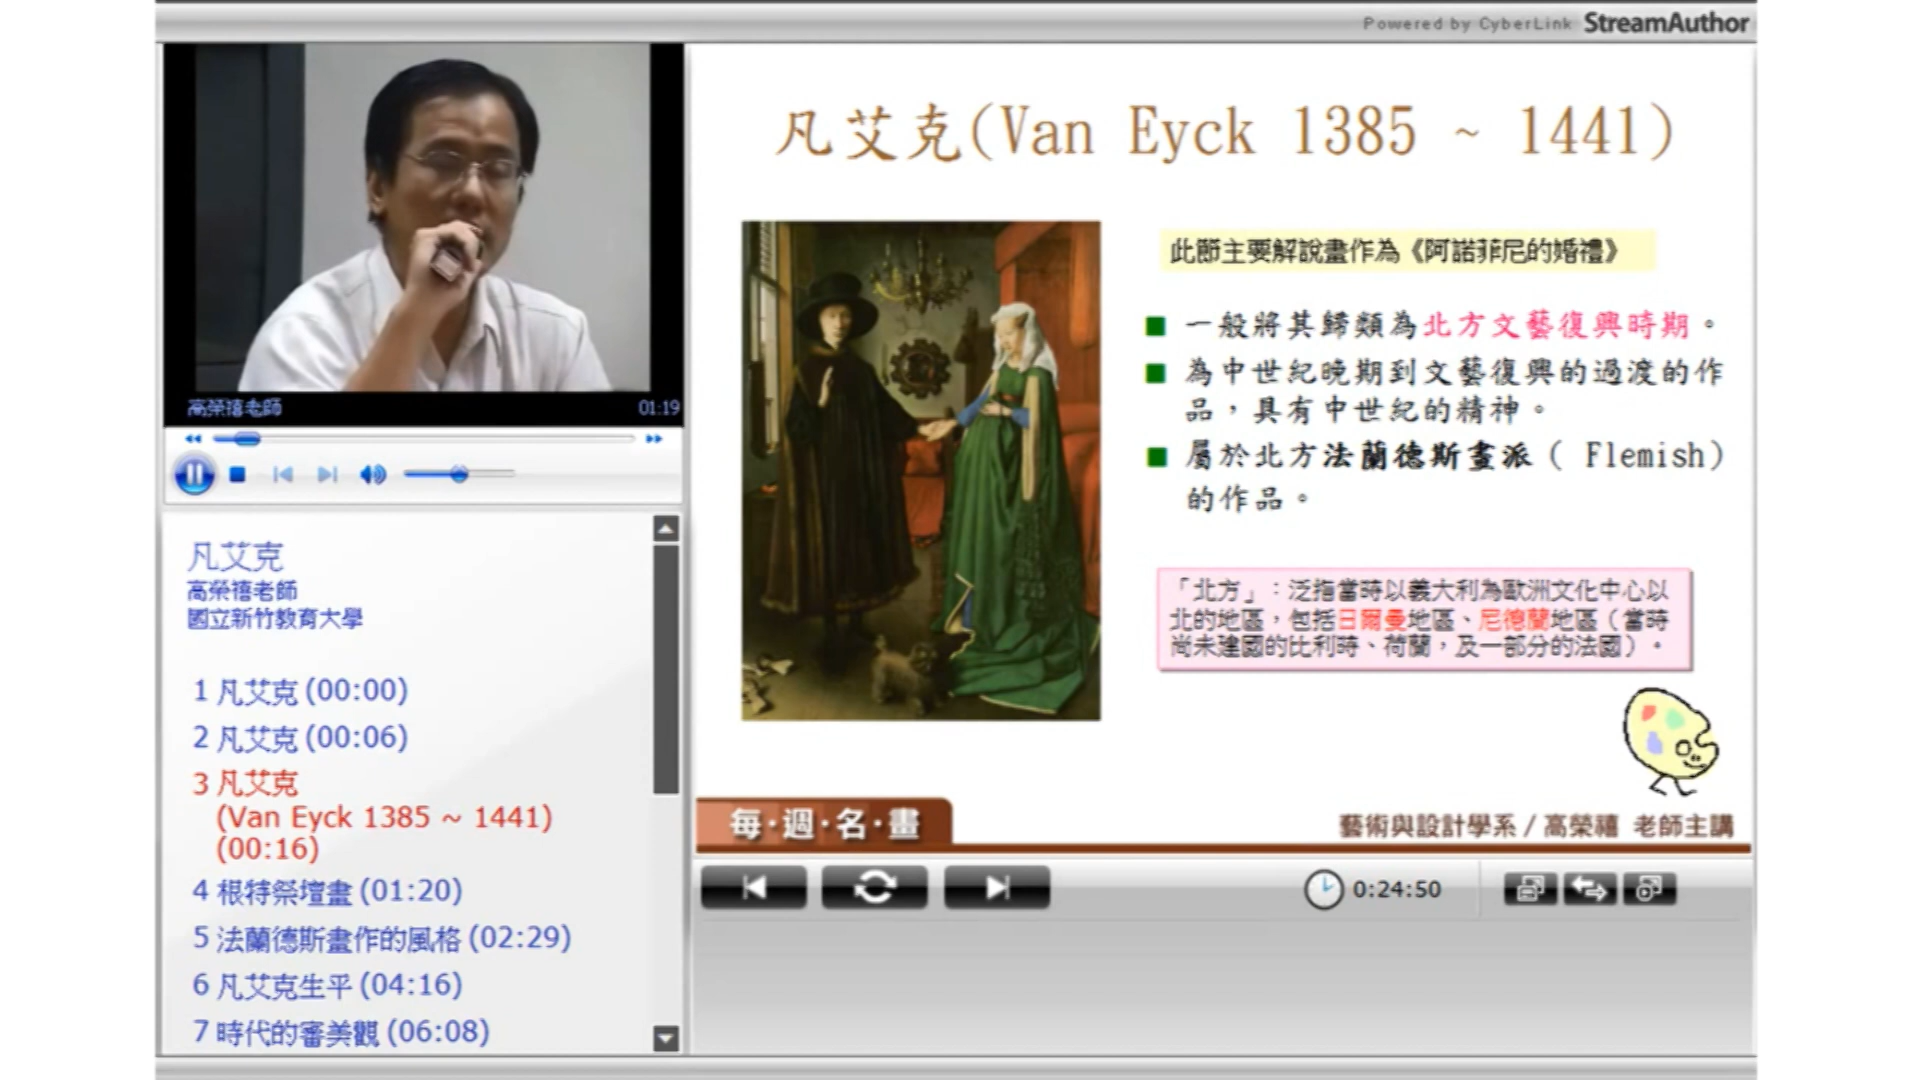 Powered by CyberLink StreamAuthor
高榮禧老師 01:19
凡艾克
高榮禧老師
國立新竹教育大學
1 凡艾克 (00:00)
2 凡艾克 (00:06)
3 凡艾克
(Van Eyck 1385 ~ 1441)
(00:16)
4 根特祭壇畫 (01:20)
5 法蘭德斯畫作的風格 (02:29)
6 凡艾克生平 (04:16)
7 時代的審美觀 (06:08)
凡艾克(Van Eyck 1385 ~ 1441)
此節主要解說畫作為《阿諾菲尼的婚禮》
一般將其歸類為北方文藝復興時期。
為中世紀晚期到文藝復興的過渡的作
品，具有中世紀的精神。
屬於北方法蘭德斯畫派( Flemish)
的作品。
「北方」：泛指當時以義大利為歐洲文化中心以
北的地區，包括日爾曼地區、尼德蘭地區（當時
尚未建國的比利時、荷蘭，及一部分的法國）。
每·週·名·畫
藝術與設計學系 / 高榮禧 老師主講
0:24:50